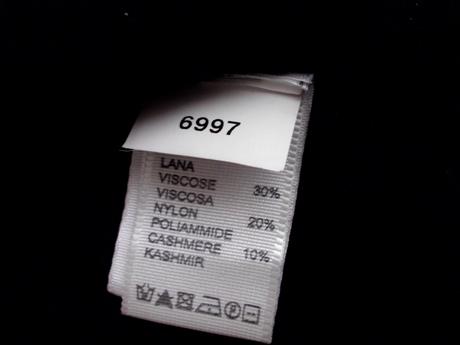 6997
LANA
VISCOSE 30%
VISCOSA
NYLON 20%
POLIAMMIDE
CASHMERE 10%
KASHMIR